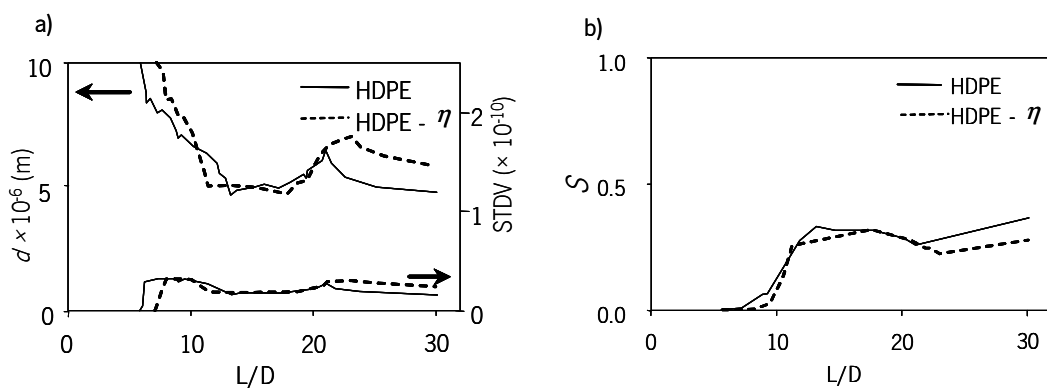 a)
10
5
0
d × 10⁻⁶ (m)
HDPE
HDPE - η
2
1
0
STDV (× 10⁻¹⁰)
0
10
20
30
L/D
b)
1.0
0.5
0.0
S
HDPE
HDPE - η
0
10
20
30
L/D